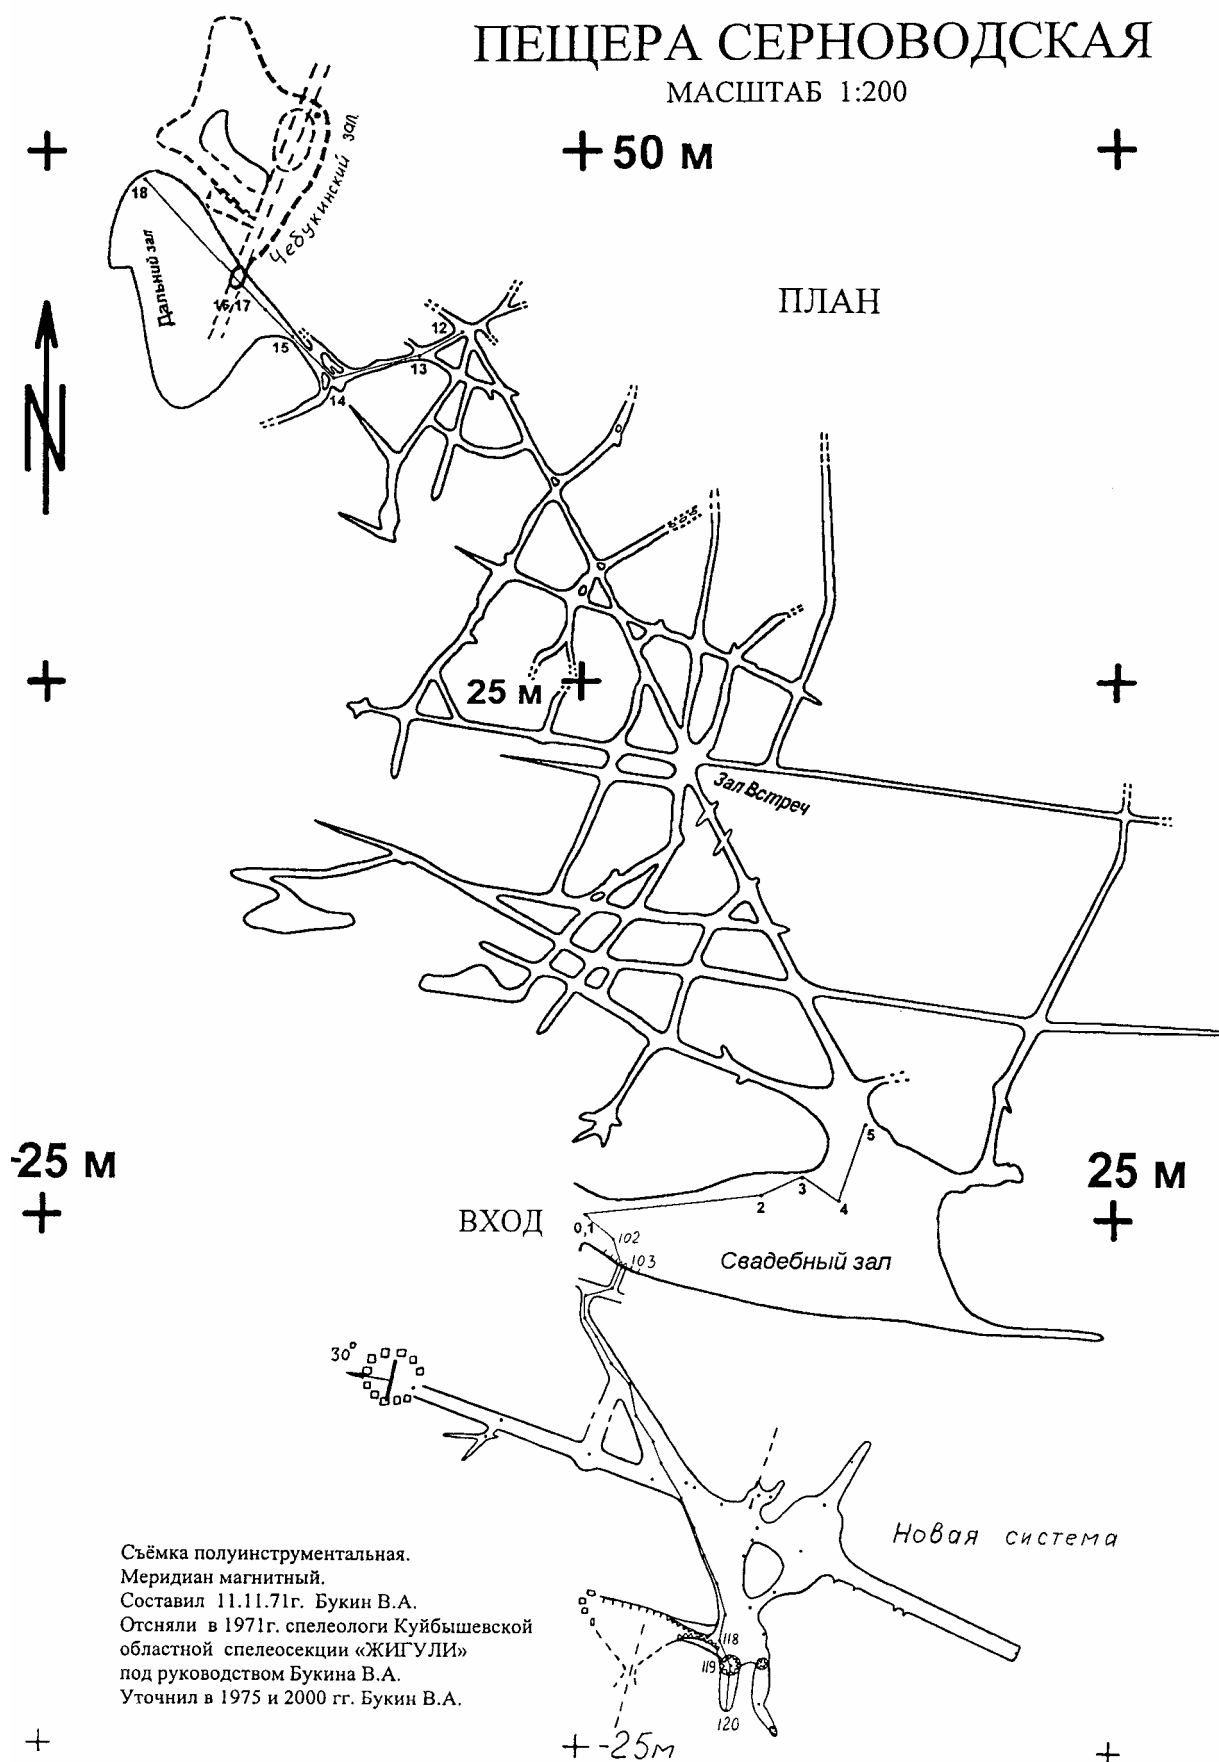 ПЕЩЕРА СЕРНОВОДСКАЯ
МАСШТАБ 1:200
50 м
Чебукинский зал
18
Дальний зал
16,17
ПЛАН
12
15
13
14
N
25 м
Зал Встреч
-25 м
25 м
5
3
2
4
ВХОД
0,1
102
103
Свадебный зал
30°
Новая система
Съёмка полуинструментальная.
Меридиан магнитный.
Составил 11.11.71г. Букин В.А.
Отсняли в 1971г. спелеологи Куйбышевской
областной спелеосекции «ЖИГУЛИ»
под руководством Букина В.А.
Уточнил в 1975 и 2000 гг. Букин В.А.
118
119
120
-25м